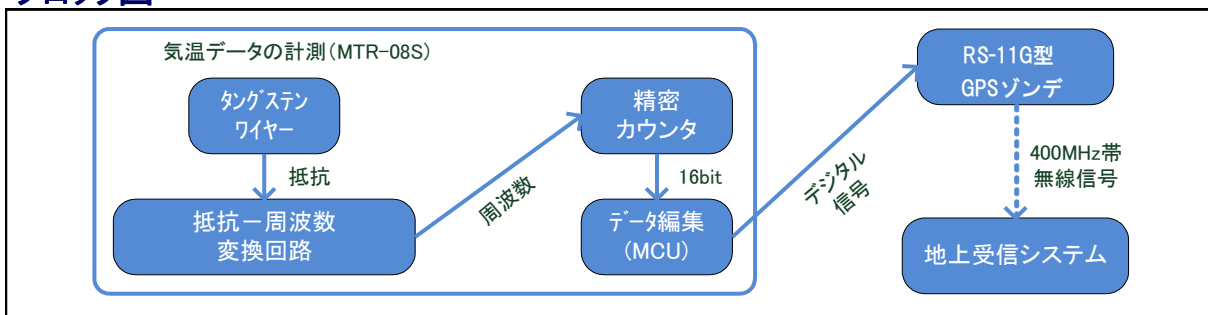 ブロック図
気温データの計測(MTR-08S)
タングステン
ワイヤー
抵抗
抵抗ー周波数
変換回路
周波数
精密
カウンタ
16bit
データ編集
(MCU)
デジタル
信号
RS-11G型
GPSゾンデ
400MHz帯
無線信号
地上受信システム